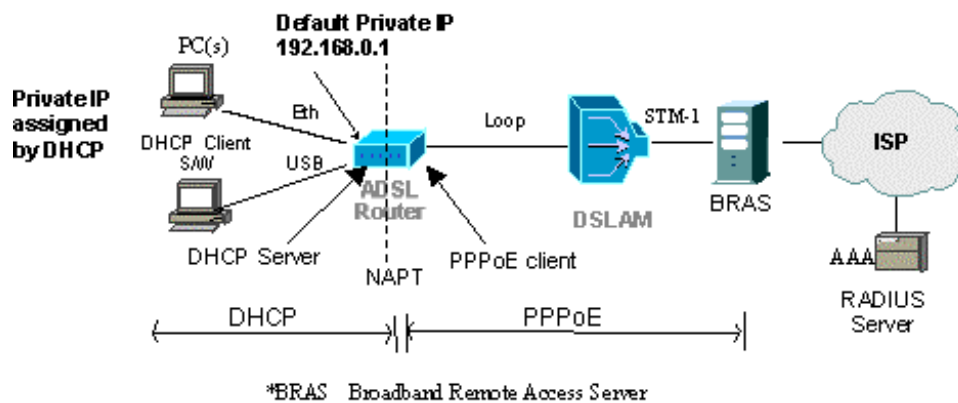 Default Private IP
192.168.0.1
PC(s)
Private IP
assigned
by DHCP
Eth
DHCP Client
S/W
USB
ADSL
Router
Loop
STM-1
DSLAM
BRAS
ISP
DHCP Server
NAPT
PPPoE client
AAA
RADIUS
Server
DHCP
PPPoE
*BRAS Broadband Remote Access Server